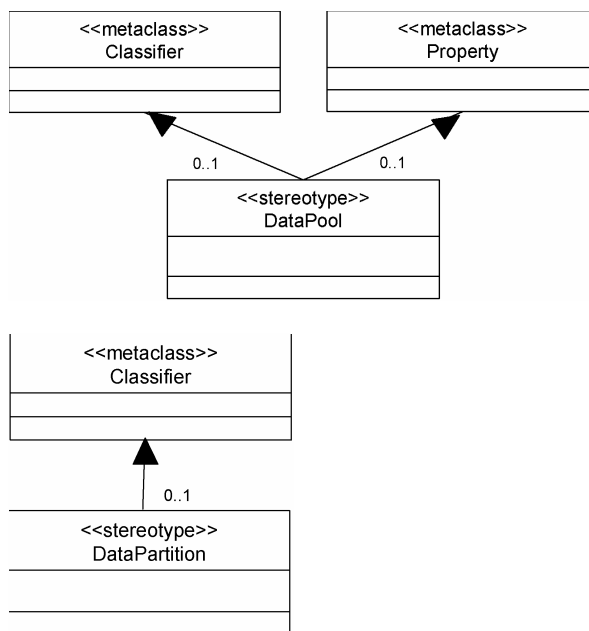 <<metaclass>>
Classifier
<<metaclass>>
Property
0..1
0..1
<<stereotype>>
DataPool
<<metaclass>>
Classifier
0..1
<<stereotype>>
DataPartition